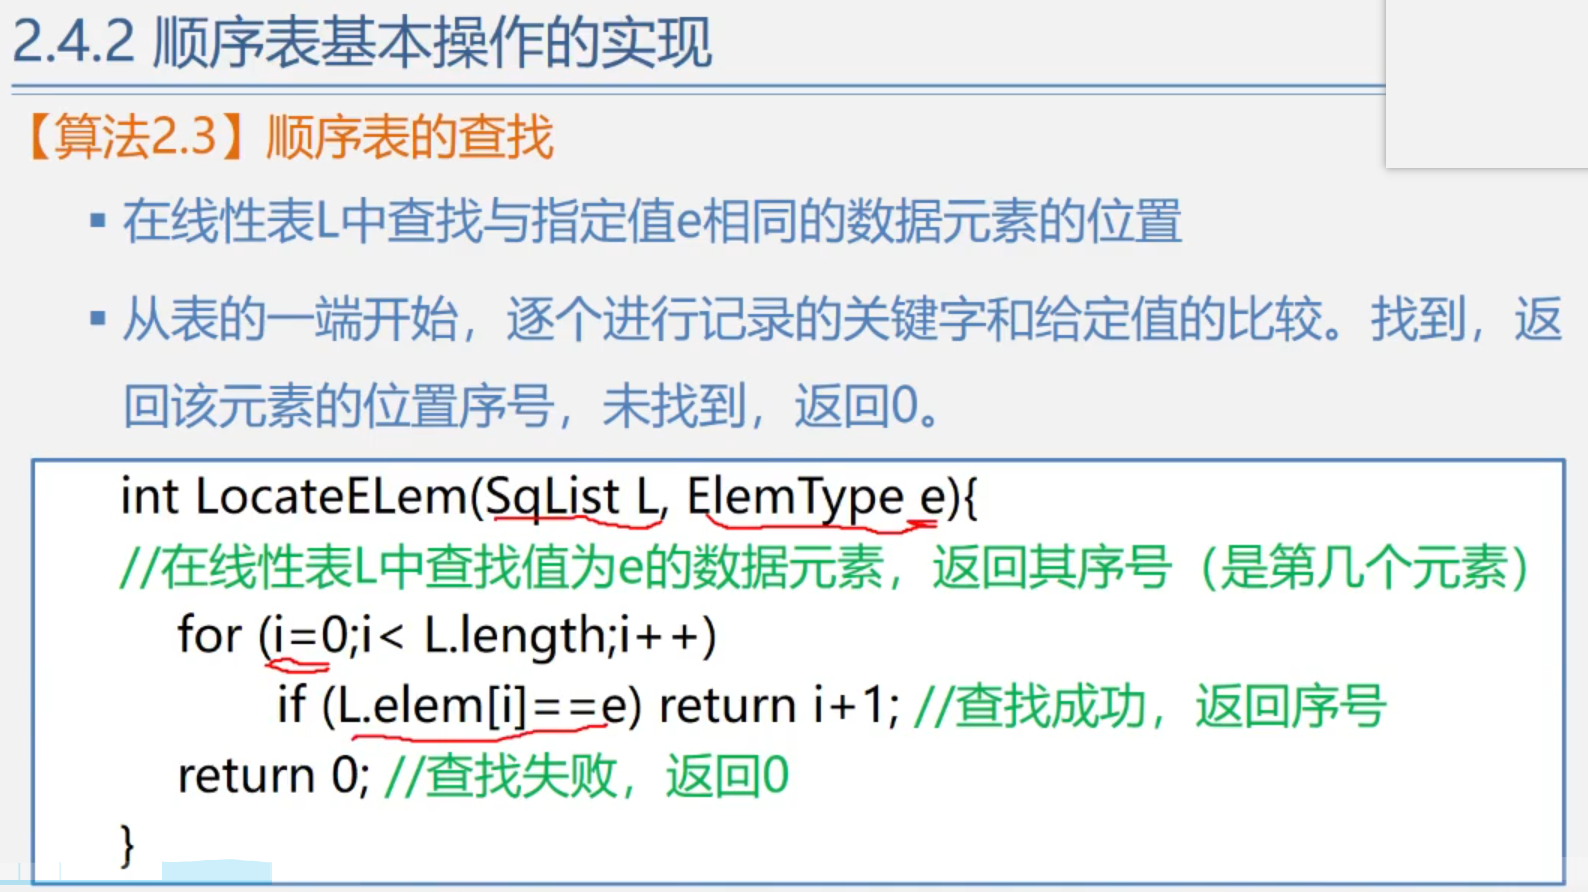 2.4.2 顺序表基本操作的实现
【算法2.3】顺序表的查找
▪ 在线性表L中查找与指定值e相同的数据元素的位置
▪ 从表的一端开始，逐个进行记录的关键字和给定值的比较。找到，返
回该元素的位置序号，未找到，返回0。
int LocateELem(SqList L, ElemType e){
//在线性表L中查找值为e的数据元素，返回其序号（是第几个元素）
for (i=0;i< L.length;i++)
if (L.elem[i]==e) return i+1; //查找成功，返回序号
return 0; //查找失败，返回0
}